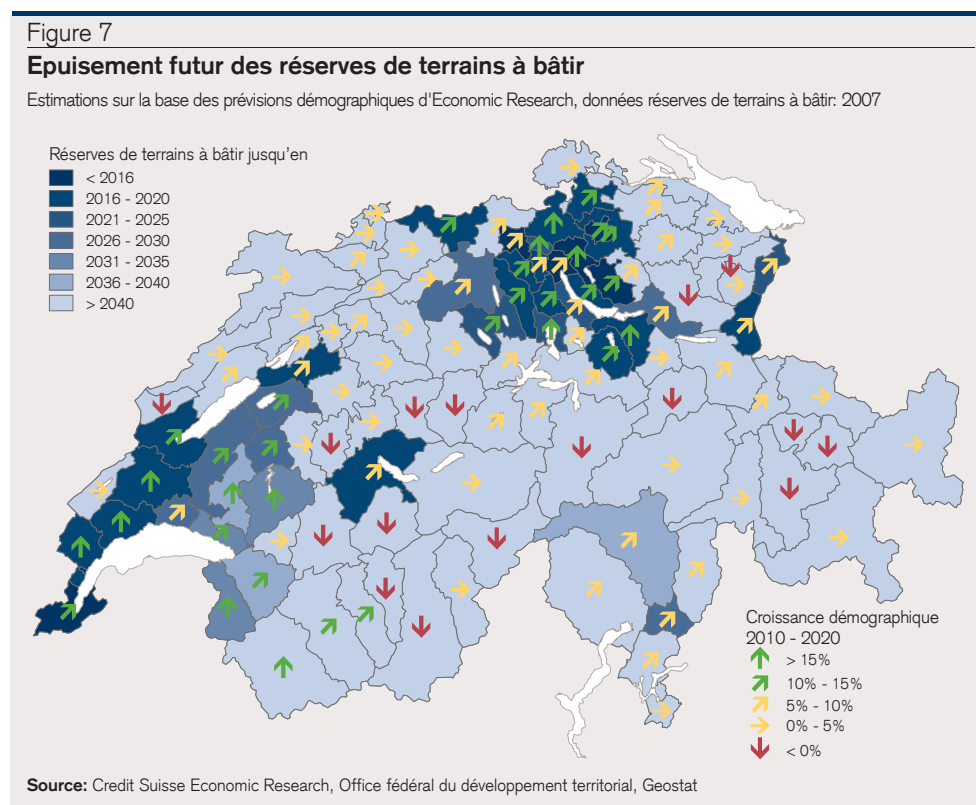 Figure 7
Epuisement futur des réserves de terrains à bâtir
Estimations sur la base des prévisions démographiques d'Economic Research, données réserves de terrains à bâtir: 2007
Réserves de terrains à bâtir jusqu'en
< 2016
2016 - 2020
2021 - 2025
2026 - 2030
2031 - 2035
2036 - 2040
> 2040
Croissance démographique
2010 - 2020
> 15%
10% - 15%
5% - 10%
0% - 5%
< 0%
Source: Credit Suisse Economic Research, Office fédéral du développement territorial, Geostat